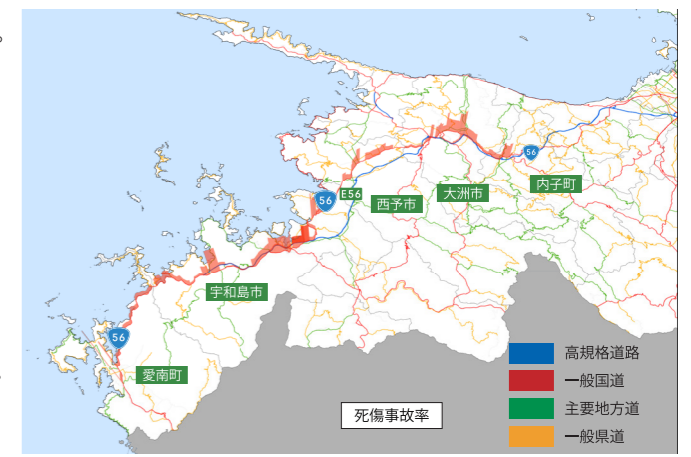 56
内子町
大洲市
E56
西予市
56
宇和島市
56
愛南町
死傷事故率
高規格道路
一般国道
主要地方道
一般県道